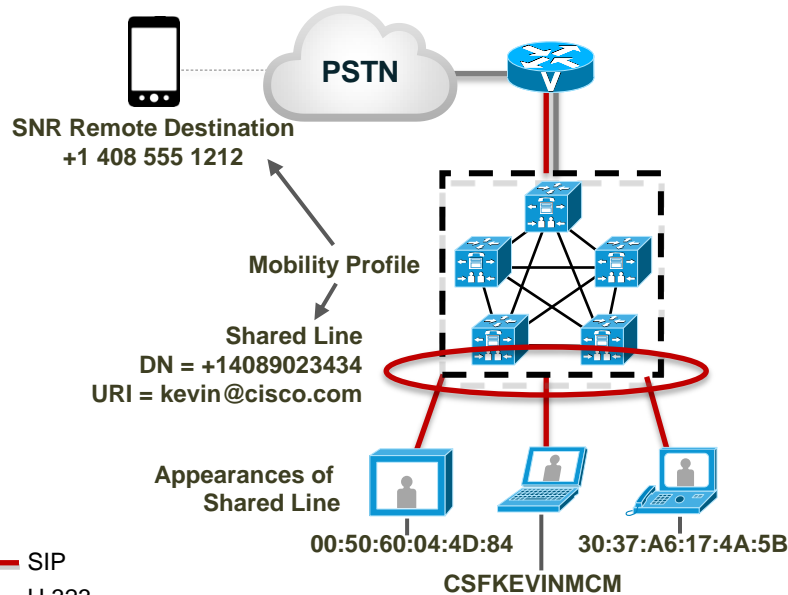 PSTN
V
SNR Remote Destination
+1 408 555 1212
Mobility Profile
Shared Line
DN = +14089023434
URI = kevin@cisco.com
Appearances of
Shared Line
00:50:60:04:4D:84
30:37:A6:17:4A:5B
CSFKEVINMCM
SIP